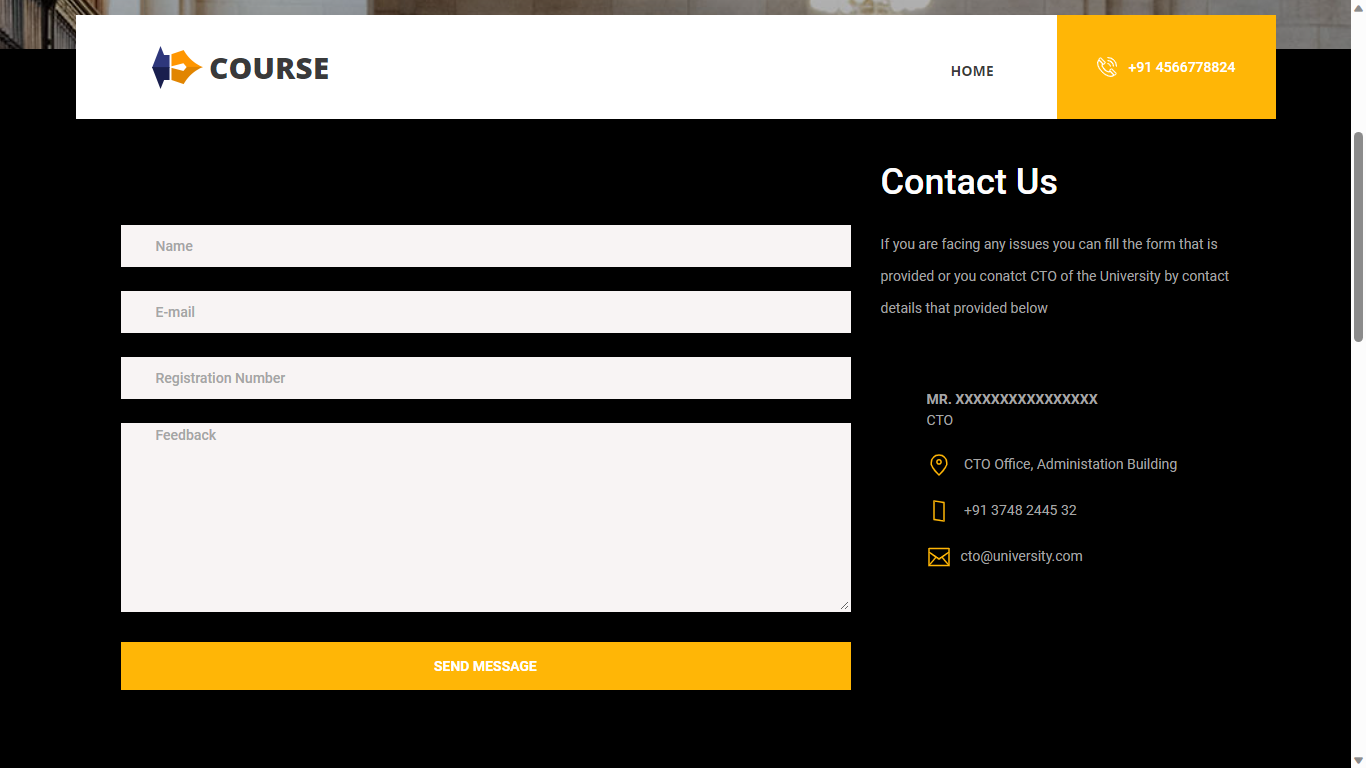 COURSE
HOME
+91 4566778824
Contact Us
If you are facing any issues you can fill the form that is
provided or you conatct CTO of the University by contact
details that provided below
Name
E-mail
Registration Number
Feedback
SEND MESSAGE
MR. XXXXXXXXXXXXXXXX
CTO
CTO Office, Administation Building
+91 3748 2445 32
cto@university.com